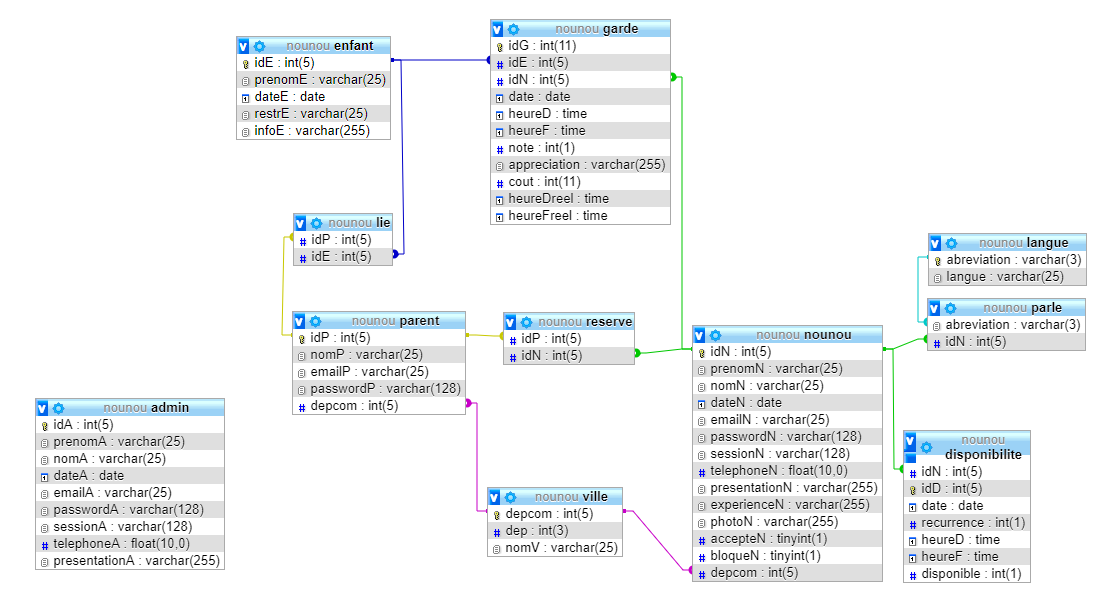 nounou enfant
idE : int(5)
prenomE : varchar(25)
dateE : date
restrE : varchar(25)
infoE : varchar(255)
nounou garde
idG : int(11)
idE : int(5)
idN : int(5)
date : date
heureD : time
heureF : time
note : int(1)
appreciation : varchar(255)
cout : int(11)
heureDreel : time
heureFreel : time
nounou lie
idP : int(5)
idE : int(5)
nounou langue
abreviation : varchar(3)
langue : varchar(25)
nounou parle
abreviation : varchar(3)
idN : int(5)
nounou parent
idP : int(5)
nomP : varchar(25)
emailP : varchar(25)
passwordP : varchar(128)
depcom : int(5)
nounou reserve
idP : int(5)
idN : int(5)
nounou nounou
idN : int(5)
prenomN : varchar(25)
nomN : varchar(25)
dateN : date
emailN : varchar(25)
passwordN : varchar(128)
sessionN : varchar(128)
telephoneN : float(10,0)
presentationN : varchar(255)
experienceN : varchar(255)
photoN : varchar(255)
accepteN : tinyint(1)
bloqueN : tinyint(1)
depcom : int(5)
nounou admin
idA : int(5)
prenomA : varchar(25)
nomA : varchar(25)
dateA : date
emailA : varchar(25)
passwordA : varchar(128)
sessionA : varchar(128)
telephoneA : float(10,0)
presentationA : varchar(255)
nounou ville
depcom : int(5)
dep : int(3)
nomV : varchar(25)
nounou
disponibilite
idN : int(5)
idD : int(5)
date : date
recurrence : int(1)
heureD : time
heureF : time
disponible : int(1)